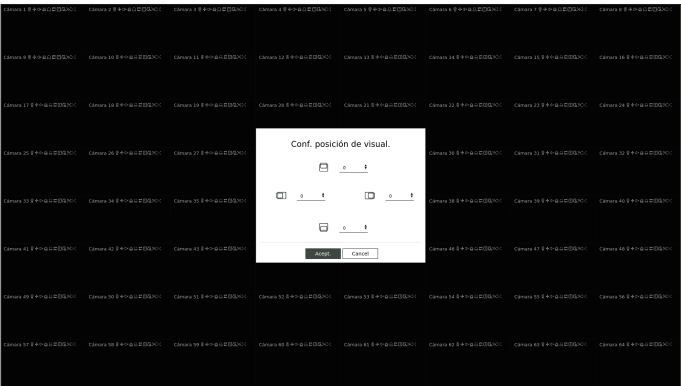 Cámara 1 Cámara 2 Cámara 3 Cámara 4 Cámara 5 Cámara 6 Cámara 7 Cámara 8
Cámara 9 Cámara 10 Cámara 11 Cámara 12 Cámara 13 Cámara 14 Cámara 15 Cámara 16
Cámara 17 Cámara 18 Cámara 19 Cámara 20 Cámara 21 Cámara 22 Cámara 23 Cámara 24
Conf. posición de visual.
Cámara 25 Cámara 26 Cámara 27 Cámara 30 Cámara 31 Cámara 32
0
0 0
Cámara 33 Cámara 34 Cámara 35 Cámara 38 Cámara 39 Cámara 40
0
Cámara 41 Cámara 42 Cámara 43 Cámara 46 Cámara 47 Cámara 48
Acept. Cancel
Cámara 49 Cámara 50 Cámara 51 Cámara 52 Cámara 53 Cámara 54 Cámara 55 Cámara 56
Cámara 57 Cámara 58 Cámara 59 Cámara 60 Cámara 61 Cámara 62 Cámara 63 Cámara 64